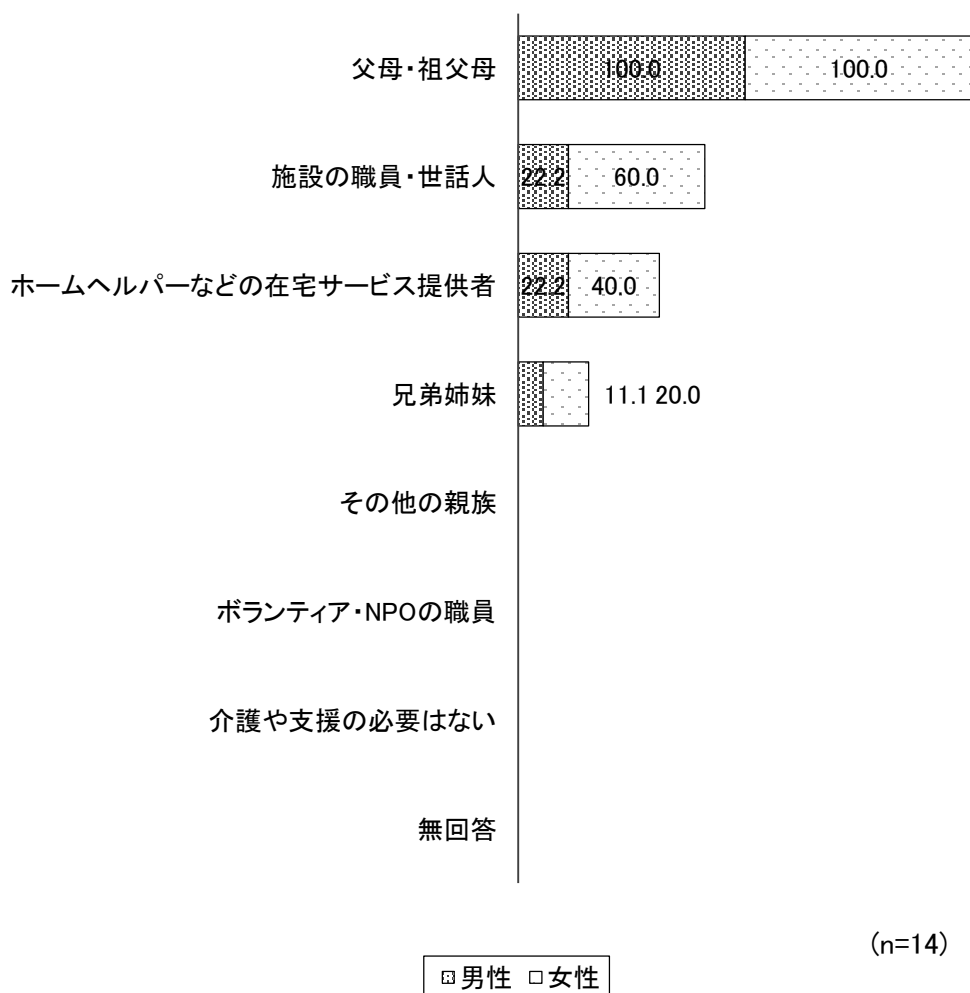 父母・祖父母 100.0 100.0
施設の職員・世話人 22.2 60.0
ホームヘルパーなどの在宅サービス提供者 22.2 40.0
兄弟姉妹 11.1 20.0
その他の親族
ボランティア・NPOの職員
介護や支援の必要はない
無回答
(n=14)
男性 女性